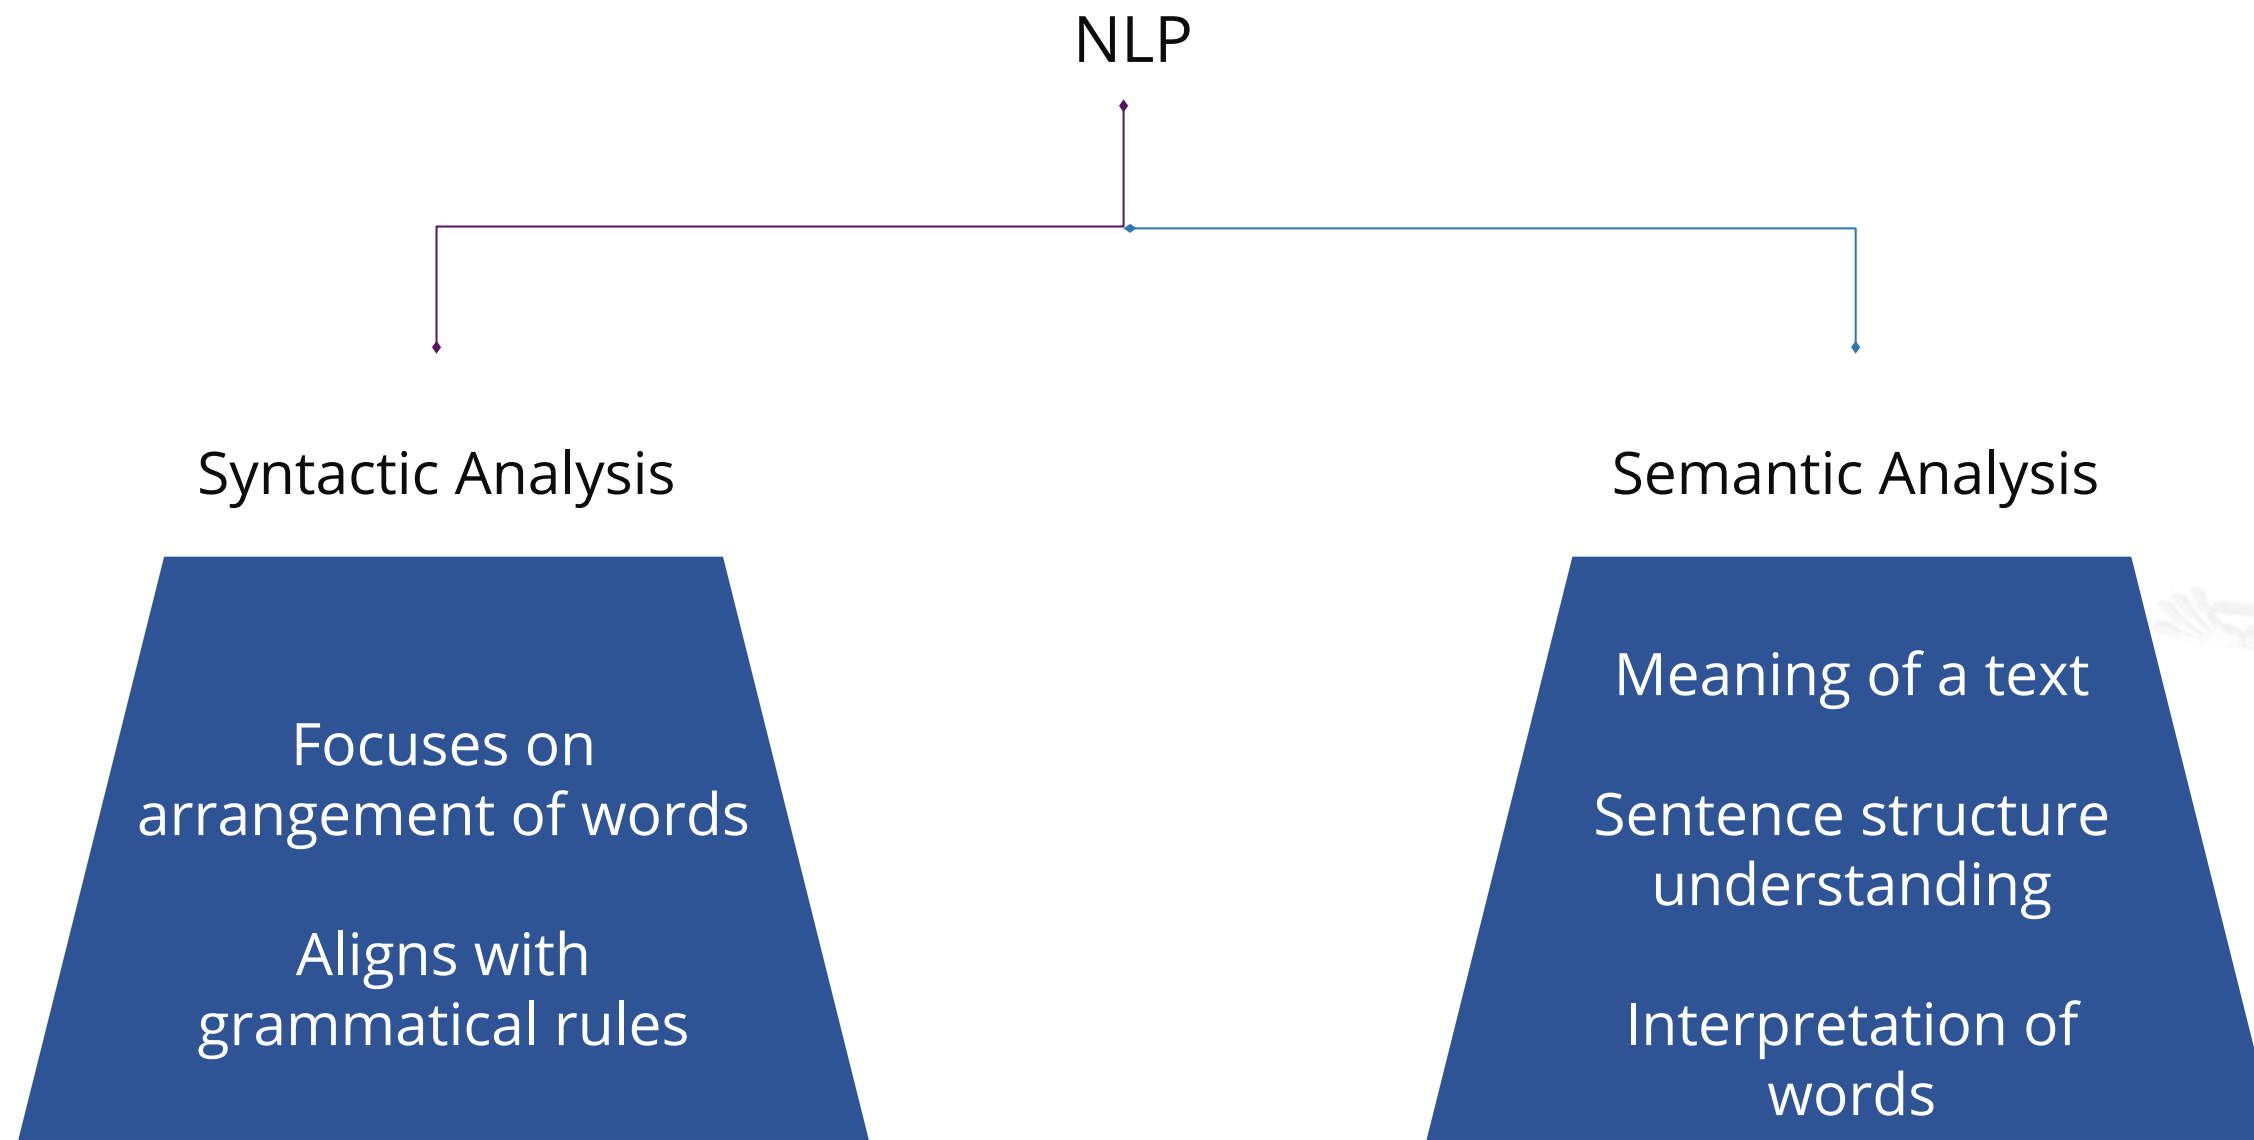 NLP
Syntactic Analysis
Focuses on
arrangement of words
Aligns with
grammatical rules
Semantic Analysis
Meaning of a text
Sentence structure
understanding
Interpretation of
words